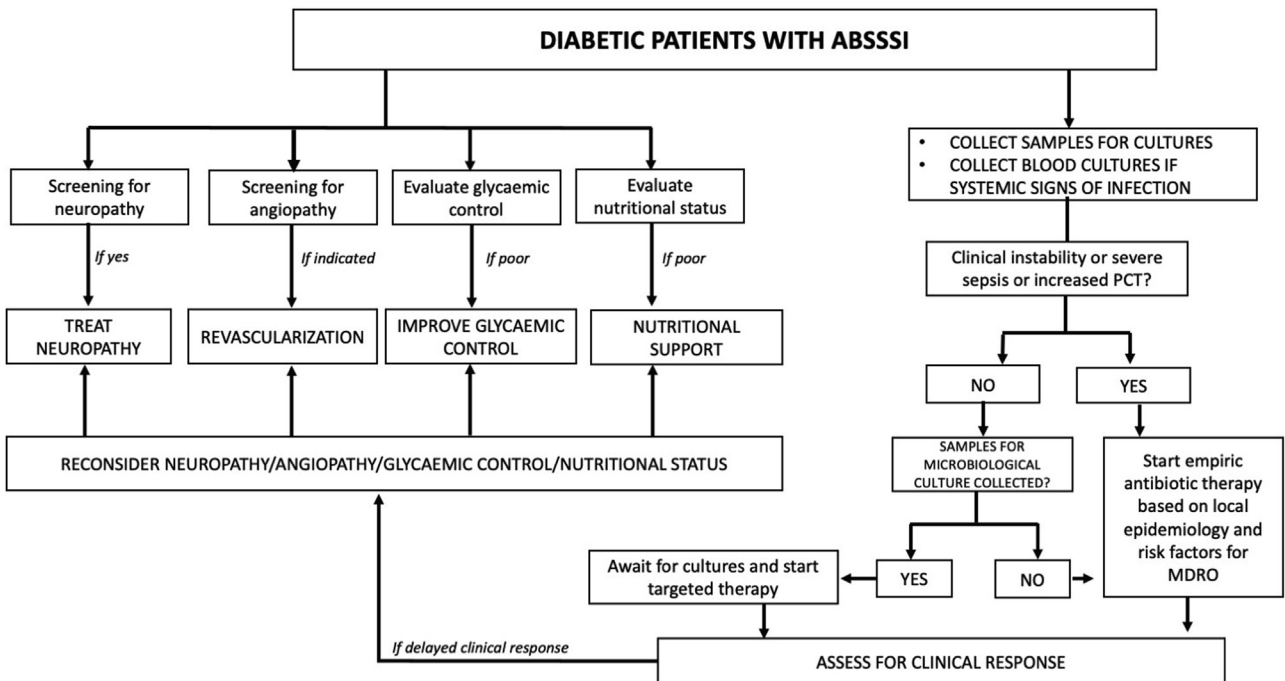 DIABETIC PATIENTS WITH ABSSSI
• COLLECT SAMPLES FOR CULTURES
• COLLECT BLOOD CULTURES IF
SYSTEMIC SIGNS OF INFECTION
Screening for
neuropathy
Screening for
angiopathy
Evaluate glycaemic
control
Evaluate
nutritional status
If yes
If indicated
If poor
If poor
Clinical instability or severe
sepsis or increased PCT?
TREAT
NEUROPATHY
REVASCULARIZATION
IMPROVE GLYCAEMIC
CONTROL
NUTRITIONAL
SUPPORT
NO
YES
RECONSIDER NEUROPATHY/ANGIOPATHY/GLYCAEMIC CONTROL/NUTRITIONAL STATUS
SAMPLES FOR
MICROBIOLOGICAL
CULTURE COLLECTED?
Start empiric
antibiotic therapy
based on local
epidemiology and
risk factors for
MDRO
Await for cultures and start
targeted therapy
YES
NO
If delayed clinical response
ASSESS FOR CLINICAL RESPONSE